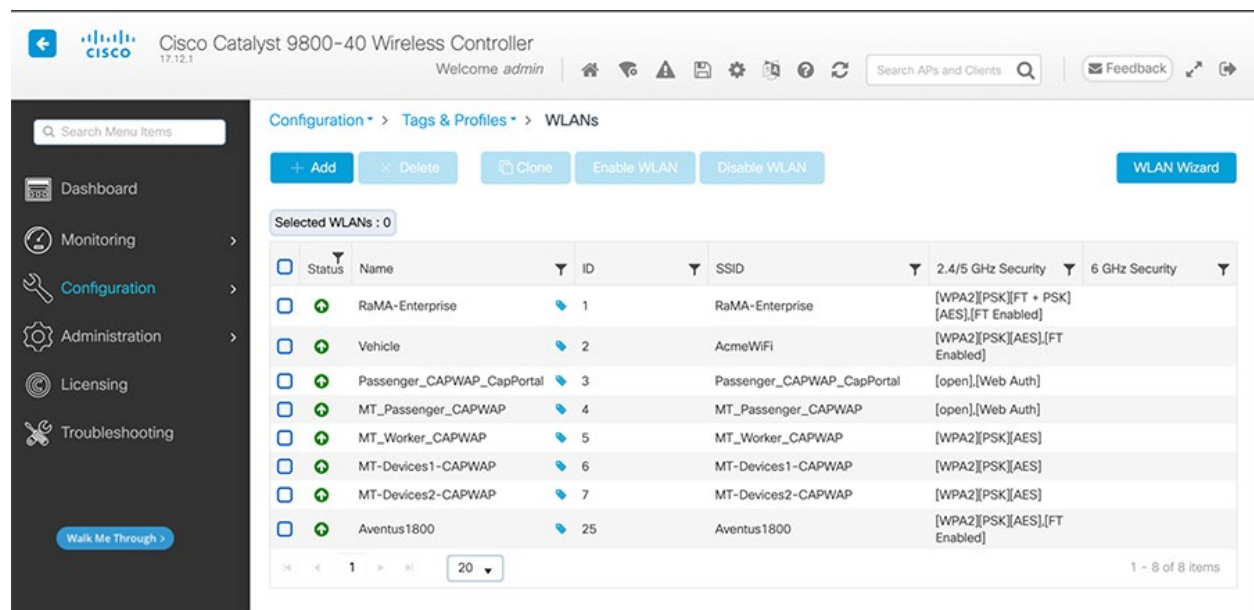 CISCO
Cisco Catalyst 9800-40 Wireless Controller
17.12.1
Welcome admin
Search APs and Clients
Feedback
Search Menu Items
Dashboard
Monitoring
Configuration
Administration
Licensing
Troubleshooting
Walk Me Through >
Configuration > Tags & Profiles > WLANs
+ Add × Delete Clone Enable WLAN Disable WLAN WLAN Wizard
Selected WLANs : 0
Status Name ID SSID 2.4/5 GHz Security 6 GHz Security
RaMA-Enterprise 1 RaMA-Enterprise [WPA2][PSK][FT + PSK]
[AES],[FT Enabled]
Vehicle 2 AcmeWiFi [WPA2][PSK][AES],[FT
Enabled]
Passenger_CAPWAP_CapPortal 3 Passenger_CAPWAP_CapPortal [open],[Web Auth]
MT_Passenger_CAPWAP 4 MT_Passenger_CAPWAP [open],[Web Auth]
MT_Worker_CAPWAP 5 MT_Worker_CAPWAP [WPA2][PSK][AES]
MT-Devices1-CAPWAP 6 MT-Devices1-CAPWAP [WPA2][PSK][AES]
MT-Devices2-CAPWAP 7 MT-Devices2-CAPWAP [WPA2][PSK][AES]
Aventus1800 25 Aventus1800 [WPA2][PSK][AES],[FT
Enabled]
1 20 1 - 8 of 8 items